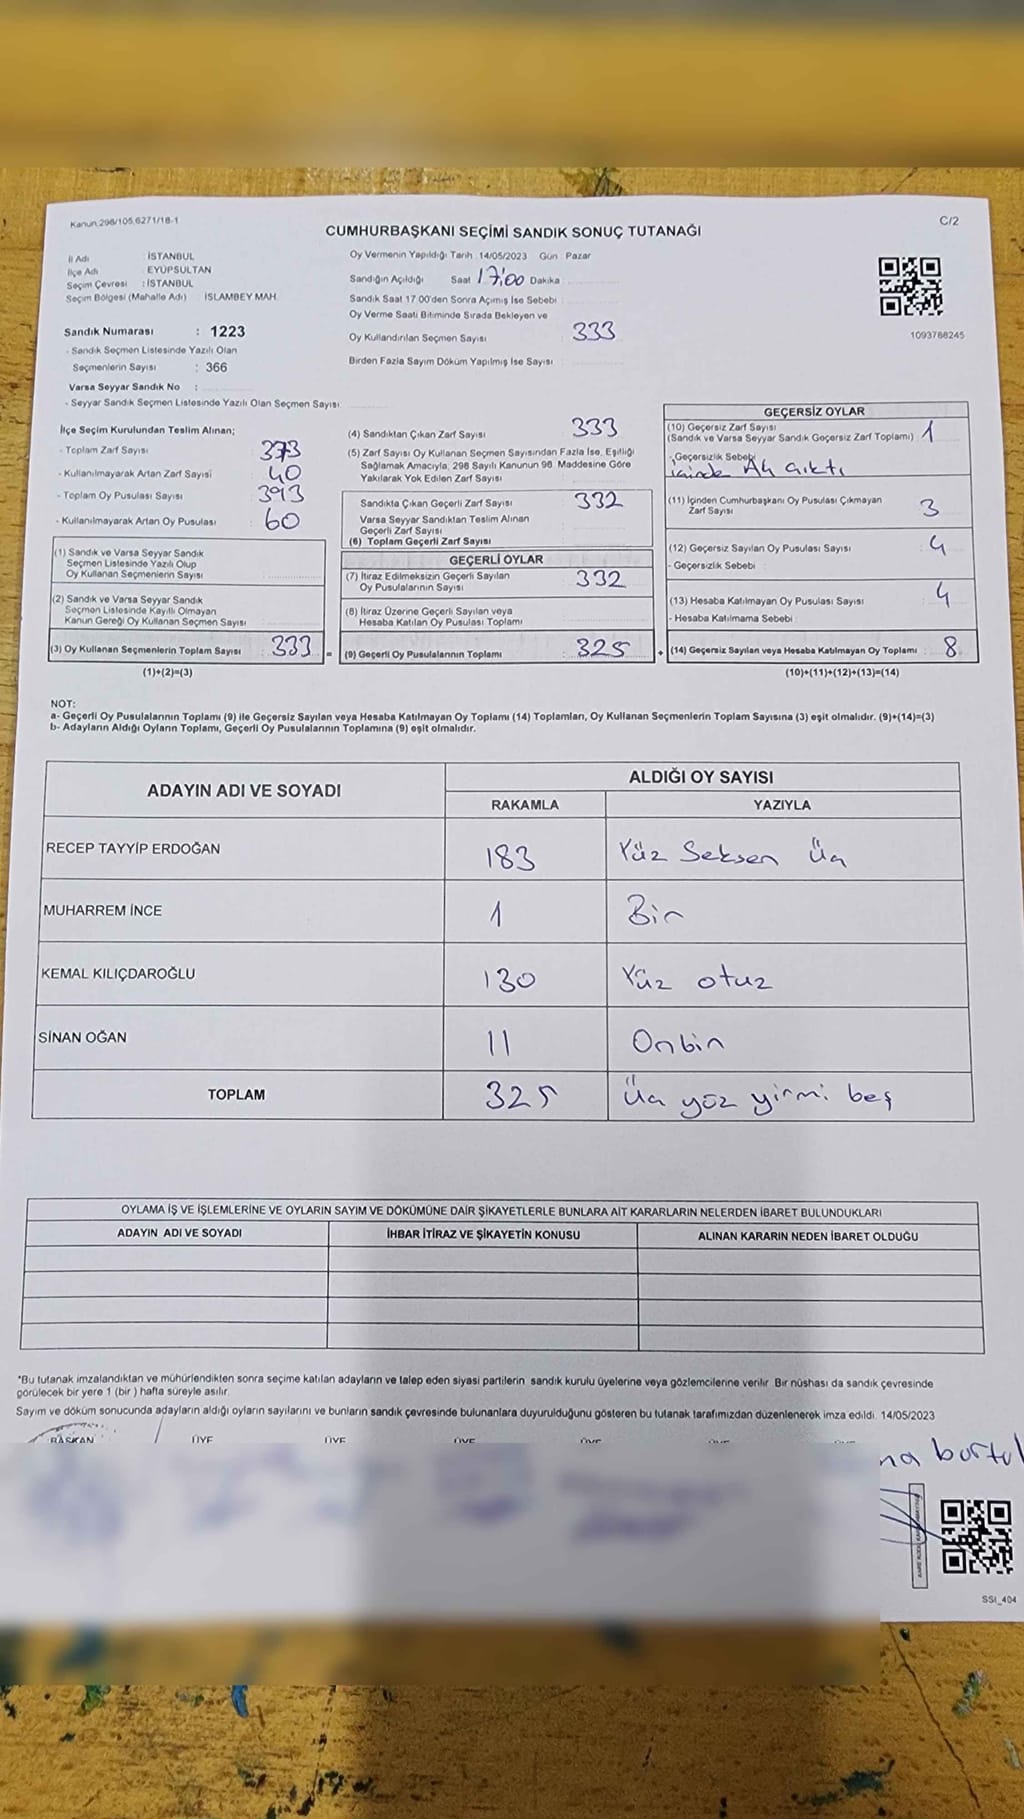 Kanun 298/105,6271/18-1
C/2
CUMHURBAŞKANI SEÇİMİ SANDIK SONUÇ TUTANAĞI
İl Adı İSTANBUL
İlçe Adı EYÜPSULTAN
Seçim Çevresi : İSTANBUL
Seçim Bölgesi (Mahalle Adı) İSLAMBEY MAH.
Sandık Numarası : 1223
- Sandık Seçmen Listesinde Yazılı Olan
Seçmenlerin Sayısı : 366
Varsa Seyyar Sandık No :
- Seyyar Sandık Seçmen Listesinde Yazılı Olan Seçmen Sayısı:
Oy Vermenin Yapıldığı Tarih 14/05/2023 Gün Pazar
Sandığın Açıldığı Saat 17:00 Dakika
Sandık Saat 17.00'den Sonra Açımış İse Sebebi
Oy Verme Saati Bitiminde Sırada Bekleyen ve
Oy Kullandırılan Seçmen Sayısı : 333
Birden Fazla Sayım Döküm Yapılmış İse Sayısı
1093788245
İlçe Seçim Kurulundan Teslim Alınan;
- Toplam Zarf Sayısı 373
- Kullanılmayarak Artan Zarf Sayısı 40
- Toplam Oy Pusulası Sayısı 393
- Kullanılmayarak Artan Oy Pusulası 60
(1) Sandık ve Varsa Seyyar Sandık
Seçmen Listesinde Yazılı Olup
Oy Kullanan Seçmenlerin Sayısı
(2) Sandık ve Varsa Seyyar Sandık
Seçmen Listesinde Kayıtlı Olmayan
Kanun Gereği Oy Kullanan Seçmen Sayısı
(3) Oy Kullanan Seçmenlerin Toplam Sayısı : 333 =
(1)+(2)=(3)
(4) Sandıktan Çıkan Zarf Sayısı 333
(5) Zarf Sayısı Oy Kullanan Seçmen Sayısından Fazla İse, Eşitliği
Sağlamak Amacıyla, 298 Sayılı Kanunun 98. Maddesine Göre
Yakılarak Yok Edilen Zarf Sayısı
Sandıkta Çıkan Geçerli Zarf Sayısı 332
Varsa Seyyar Sandıktan Teslim Alınan
Geçerli Zarf Sayısı
(6) Toplam Geçerli Zarf Sayısı
GEÇERLİ OYLAR
(7) İtiraz Edilmeksizin Geçerli Sayılan
Oy Pusulalarının Sayısı 332
(8) İtiraz Üzerine Geçerli Sayılan veya
Hesaba Katılan Oy Pusulası Toplamı
(9) Geçerli Oy Pusulalarının Toplamı : 325 +
GEÇERSİZ OYLAR
(10) Geçersiz Zarf Sayısı
(Sandık ve Varsa Seyyar Sandık Geçersiz Zarf Toplamı) 1
-Geçersizlik Sebebi
içinde çıktı
(11) İçinden Cumhurbaşkanı Oy Pusulası Çıkmayan
Zarf Sayısı 3
(12) Geçersiz Sayılan Oy Pusulası Sayısı 4
- Geçersizlik Sebebi
(13) Hesaba Katılmayan Oy Pusulası Sayısı 4
- Hesaba Katılmama Sebebi
(14) Geçersiz Sayılan veya Hesaba Katılmayan Oy Toplamı : 8
(10)+(11)+(12)+(13)=(14)
NOT:
a- Geçerli Oy Pusulalarının Toplamı (9) ile Geçersiz Sayılan veya Hesaba Katılmayan Oy Toplamı (14) Toplamları, Oy Kullanan Seçmenlerin Toplam Sayısına (3) eşit olmalıdır. (9)+(14)=(3)
b- Adayların Aldığı Oyların Toplamı, Geçerli Oy Pusulalarının Toplamına (9) eşit olmalıdır.
ADAYIN ADI VE SOYADI
ALDIĞI OY SAYISI
RAKAMLA YAZIYLA
RECEP TAYYİP ERDOĞAN 183 Yüz Seksen Üç
MUHARREM İNCE 1 Bir
KEMAL KILIÇDAROĞLU 130 Yüz otuz
SİNAN OĞAN 11 Onbir
TOPLAM 325 Üç yüz yirmi beş
OYLAMA İŞ VE İŞLEMLERİNE VE OYLARIN SAYIM VE DÖKÜMÜNE DAİR ŞİKAYETLERLE BUNLARA AİT KARARLARIN NELERDEN İBARET BULUNDUKLARI
ADAYIN ADI VE SOYADI İHBAR İTİRAZ VE ŞİKAYETİN KONUSU ALINAN KARARIN NEDEN İBARET OLDUĞU
*Bu tutanak imzalandıktan ve mühürlendikten sonra seçime katılan adayların ve talep eden siyasi partilerin sandık kurulu üyelerine veya gözlemcilerine verilir. Bir nüshası da sandık çevresinde
görülecek bir yere 1 (bir ) hafta süreyle asılır.
Sayım ve döküm sonucunda adayların aldığı oyların sayılarını ve bunların sandık çevresinde bulunanlara duyurulduğunu gösteren bu tutanak tarafımızdan düzenlenerek imza edildi. 14/05/2023
BAŞKAN ÜYE ÜYE ÜYE ÜYE
SSI_404